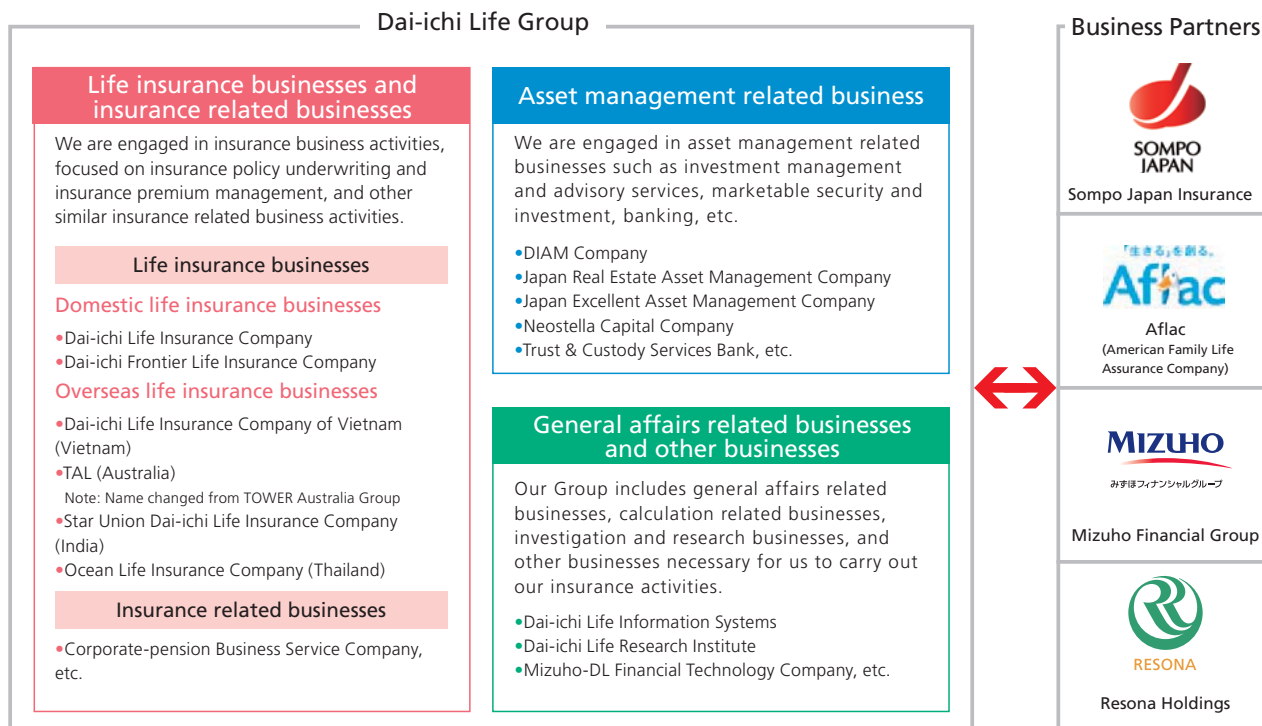 Dai-ichi Life Group
Life insurance businesses and
insurance related businesses
We are engaged in insurance business activities,
focused on insurance policy underwriting and
insurance premium management, and other
similar insurance related business activities.
Life insurance businesses
Domestic life insurance businesses
•Dai-ichi Life Insurance Company
•Dai-ichi Frontier Life Insurance Company
Overseas life insurance businesses
•Dai-ichi Life Insurance Company of Vietnam
(Vietnam)
•TAL (Australia)
Note: Name changed from TOWER Australia Group
•Star Union Dai-ichi Life Insurance Company
(India)
•Ocean Life Insurance Company (Thailand)
Insurance related businesses
•Corporate-pension Business Service Company,
etc.
Asset management related business
We are engaged in asset management related
businesses such as investment management
and advisory services, marketable security and
investment, banking, etc.
•DIAM Company
•Japan Real Estate Asset Management Company
•Japan Excellent Asset Management Company
•Neostella Capital Company
•Trust & Custody Services Bank, etc.
General affairs related businesses
and other businesses
Our Group includes general affairs related
businesses, calculation related businesses,
investigation and research businesses, and
other businesses necessary for us to carry out
our insurance activities.
•Dai-ichi Life Information Systems
•Dai-ichi Life Research Institute
•Mizuho-DL Financial Technology Company, etc.
Business Partners
SOMPO
JAPAN
Sompo Japan Insurance
「生きる」を創る。
Aflac
Aflac
(American Family Life
Assurance Company)
MIZUHO
みずほフィナンシャルグループ
Mizuho Financial Group
RESONA
Resona Holdings